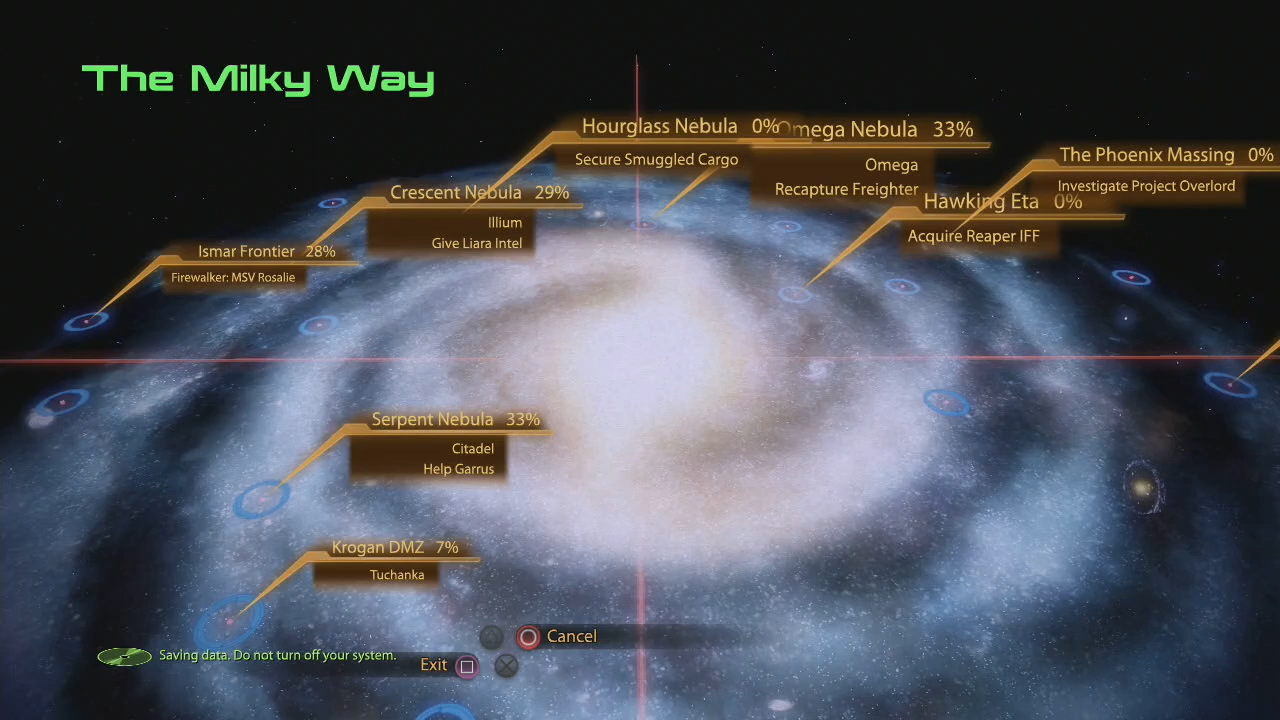 The Milky Way
Hourglass Nebula 0%
Secure Smuggled Cargo
Omega Nebula 33%
Omega
Recapture Freighter
The Phoenix Massing 0%
Investigate Project Overlord
Crescent Nebula 29%
Illium
Give Liara Intel
Hawking Eta 0%
Acquire Reaper IFF
Ismar Frontier 28%
Firewalker: MSV Rosalie
Serpent Nebula 33%
Citadel
Help Garrus
Krogan DMZ 7%
Tuchanka
Cancel
Saving data. Do not turn off your system.
Exit